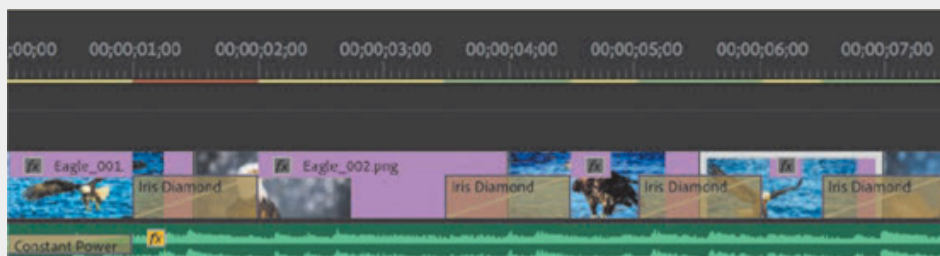 ;00;00 00;00;01;00 00;00;02;00 00;00;03;00 00;00;04;00 00;00;05;00 00;00;06;00 00;00;07;00
fx Eagle_001. fx Eagle_002.png fx fx
Iris Diamond Iris Diamond Iris Diamond Iris Diamond
fx
Constant Power